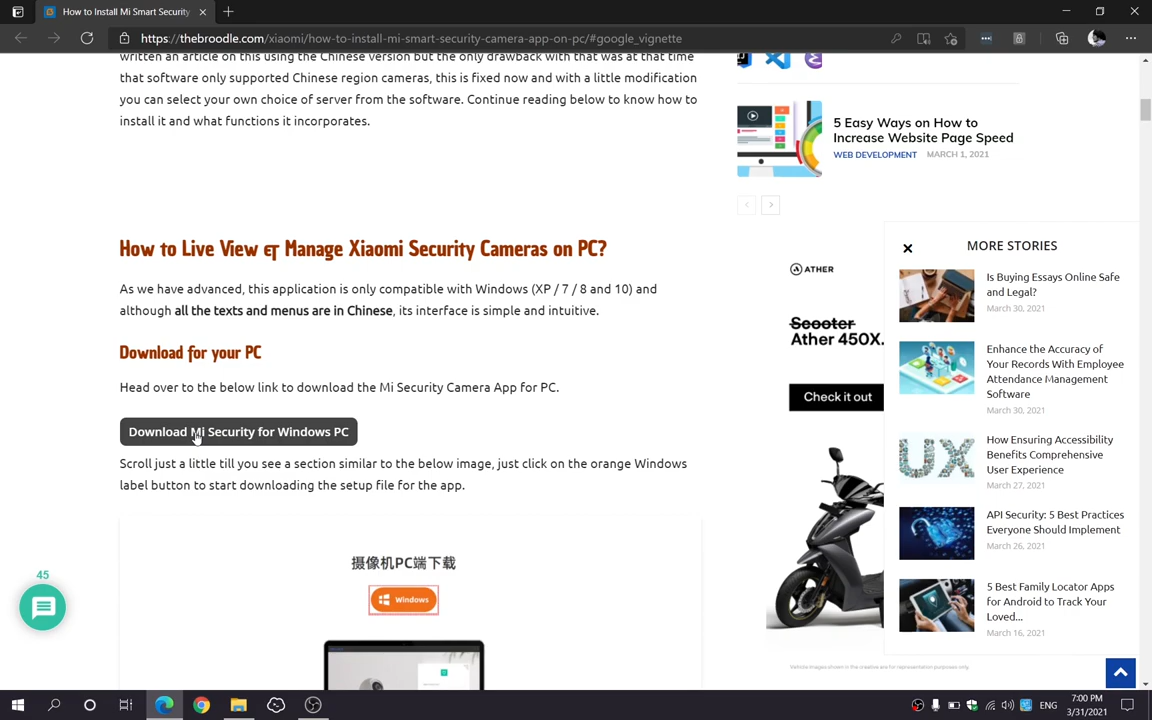 How to Install Mi Smart Security
https://thebroodle.com/xiaomi/how-to-install-mi-smart-security-camera-app-on-pc/#google_vignette
written an article on this using the Chinese version but the only drawback with that was at that time
that software only supported Chinese region cameras, this is fixed now and with a little modification
you can select your own choice of server from the software. Continue reading below to know how to
install it and what functions it incorporates.
How to Live View & Manage Xiaomi Security Cameras on PC?
As we have advanced, this application is only compatible with Windows (XP / 7 / 8 and 10) and
although all the texts and menus are in Chinese, its interface is simple and intuitive.
Download for your PC
Head over to the below link to download the Mi Security Camera App for PC.
Download Mi Security for Windows PC
Scroll just a little till you see a section similar to the below image, just click on the orange Windows
label button to start downloading the setup file for the app.
摄像机PC端下载
Windows
45
5 Easy Ways on How to
Increase Website Page Speed
WEB DEVELOPMENT MARCH 1, 2021
ATHER
Scooter
Ather 450X.
Check it out
Vehicle images shown in the creative are for representation purposes only.
MORE STORIES
Is Buying Essays Online Safe
and Legal?
March 30, 2021
Enhance the Accuracy of
Your Records With Employee
Attendance Management
Software
March 30, 2021
UX
How Ensuring Accessibility
Benefits Comprehensive
User Experience
March 27, 2021
API Security: 5 Best Practices
Everyone Should Implement
March 26, 2021
5 Best Family Locator Apps
for Android to Track Your
Loved...
March 16, 2021
ENG
7:00 PM
3/31/2021